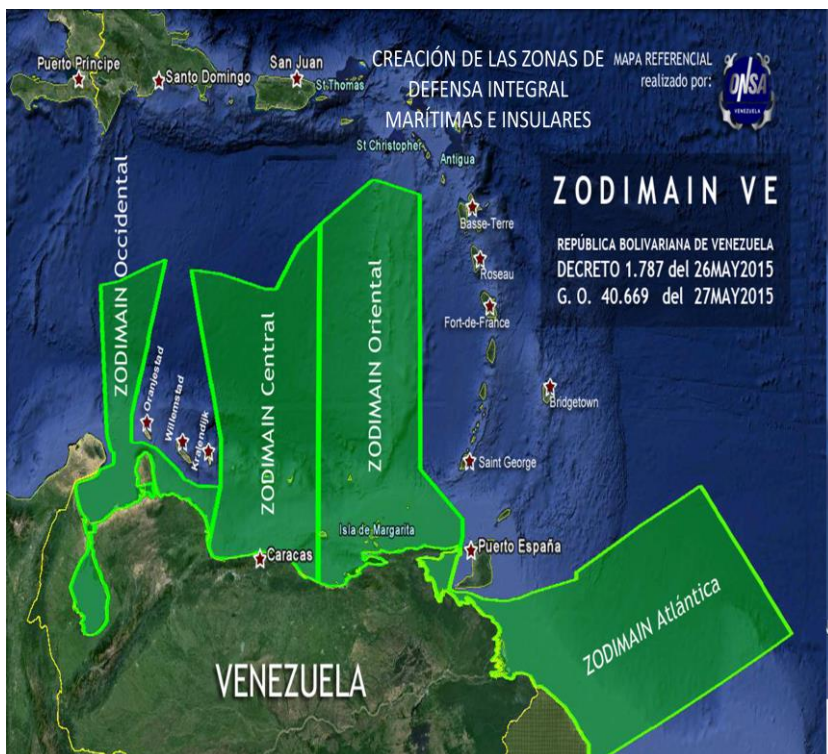 CREACIÓN DE LAS ZONAS DE
DEFENSA INTEGRAL
MARÍTIMAS E INSULARES
MAPA REFERENCIAL
realizado por:
ONSA
VENEZUELA
Puerto Príncipe
Santo Domingo
San Juan
St Thomas
St Christopher
Antigua
ZODIMAIN VE
REPÚBLICA BOLIVARIANA DE VENEZUELA
DECRETO 1.787 del 26MAY2015
G. O. 40.669 del 27MAY2015
Basse-Terre
Roseau
Fort-de-France
Bridgetown
Saint George
ZODIMAIN Occidental
Oranjestad
Willemstad
Kralendijk
ZODIMAIN Central
ZODIMAIN Oriental
Isla de Margarita
Caracas
Puerto España
ZODIMAIN Atlántica
VENEZUELA